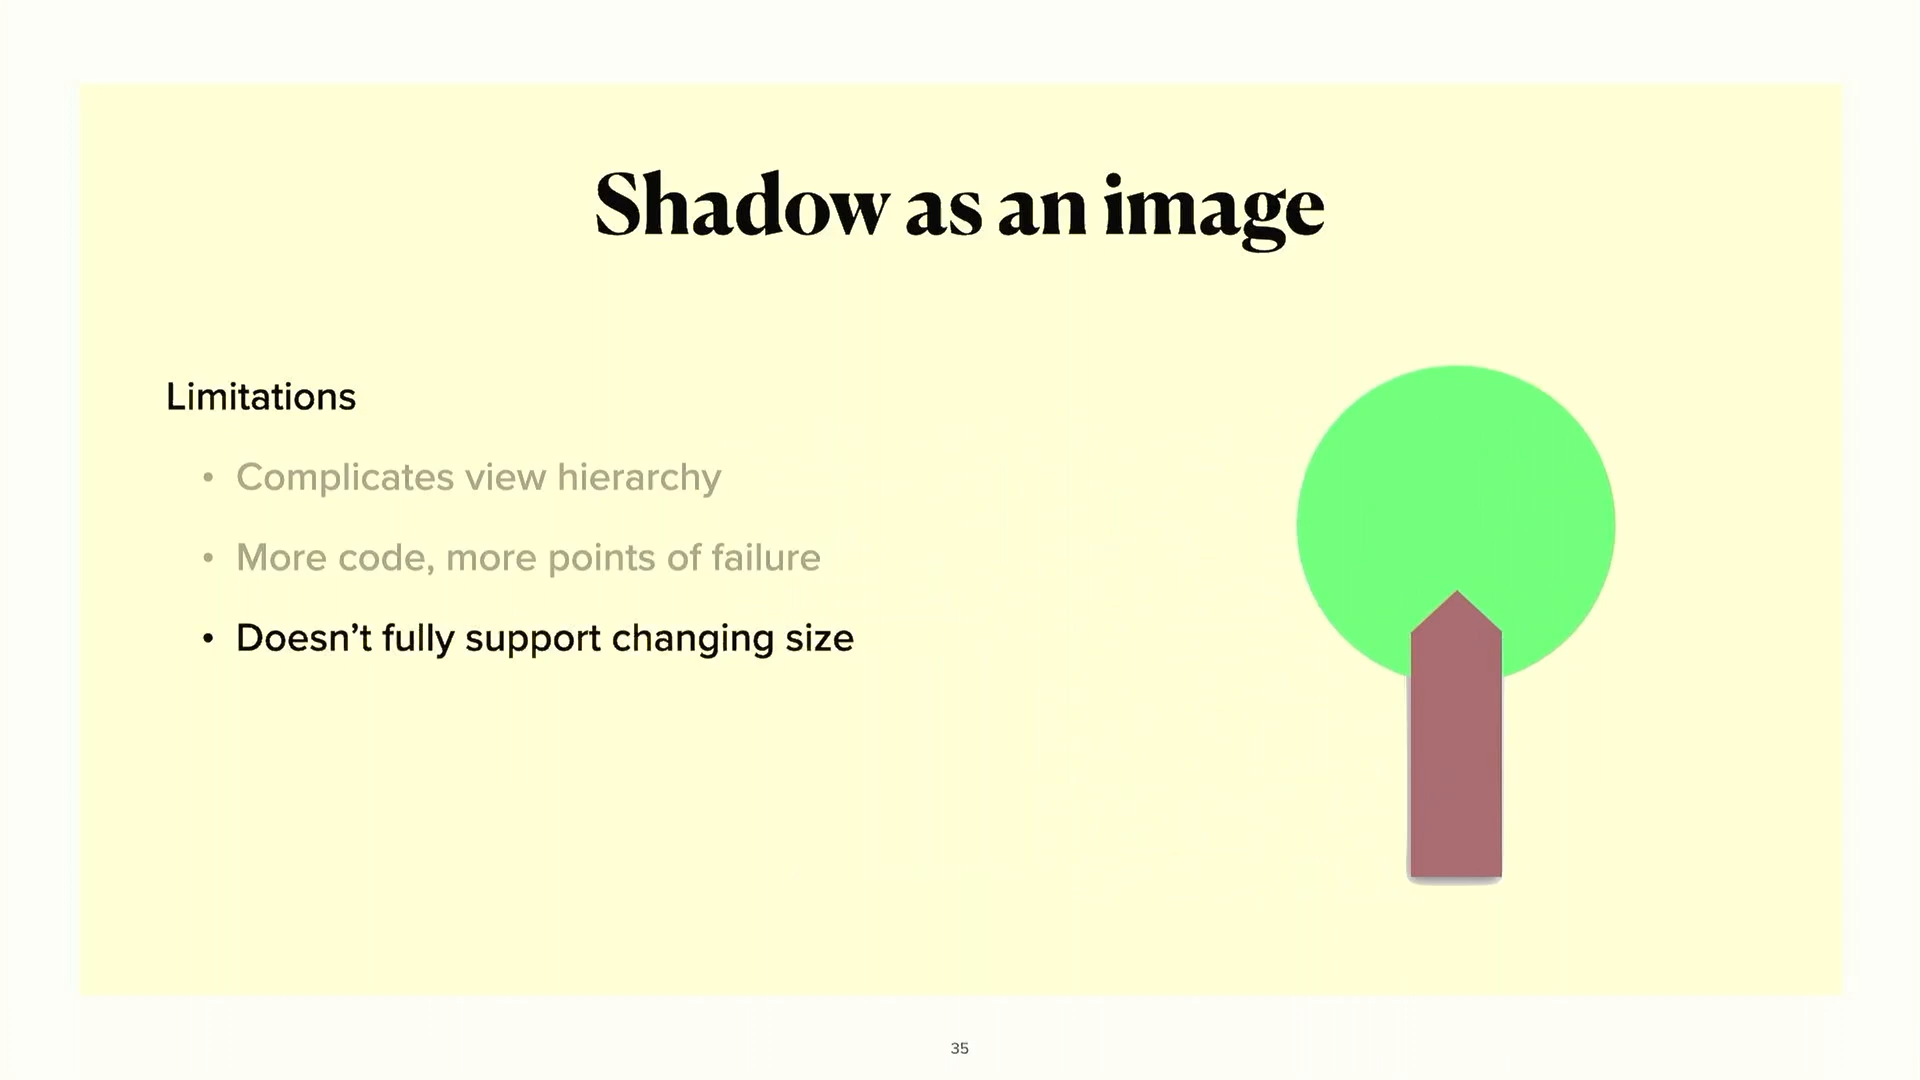 Shadow as an image
Limitations
• Complicates view hierarchy
• More code, more points of failure
• Doesn’t fully support changing size
35